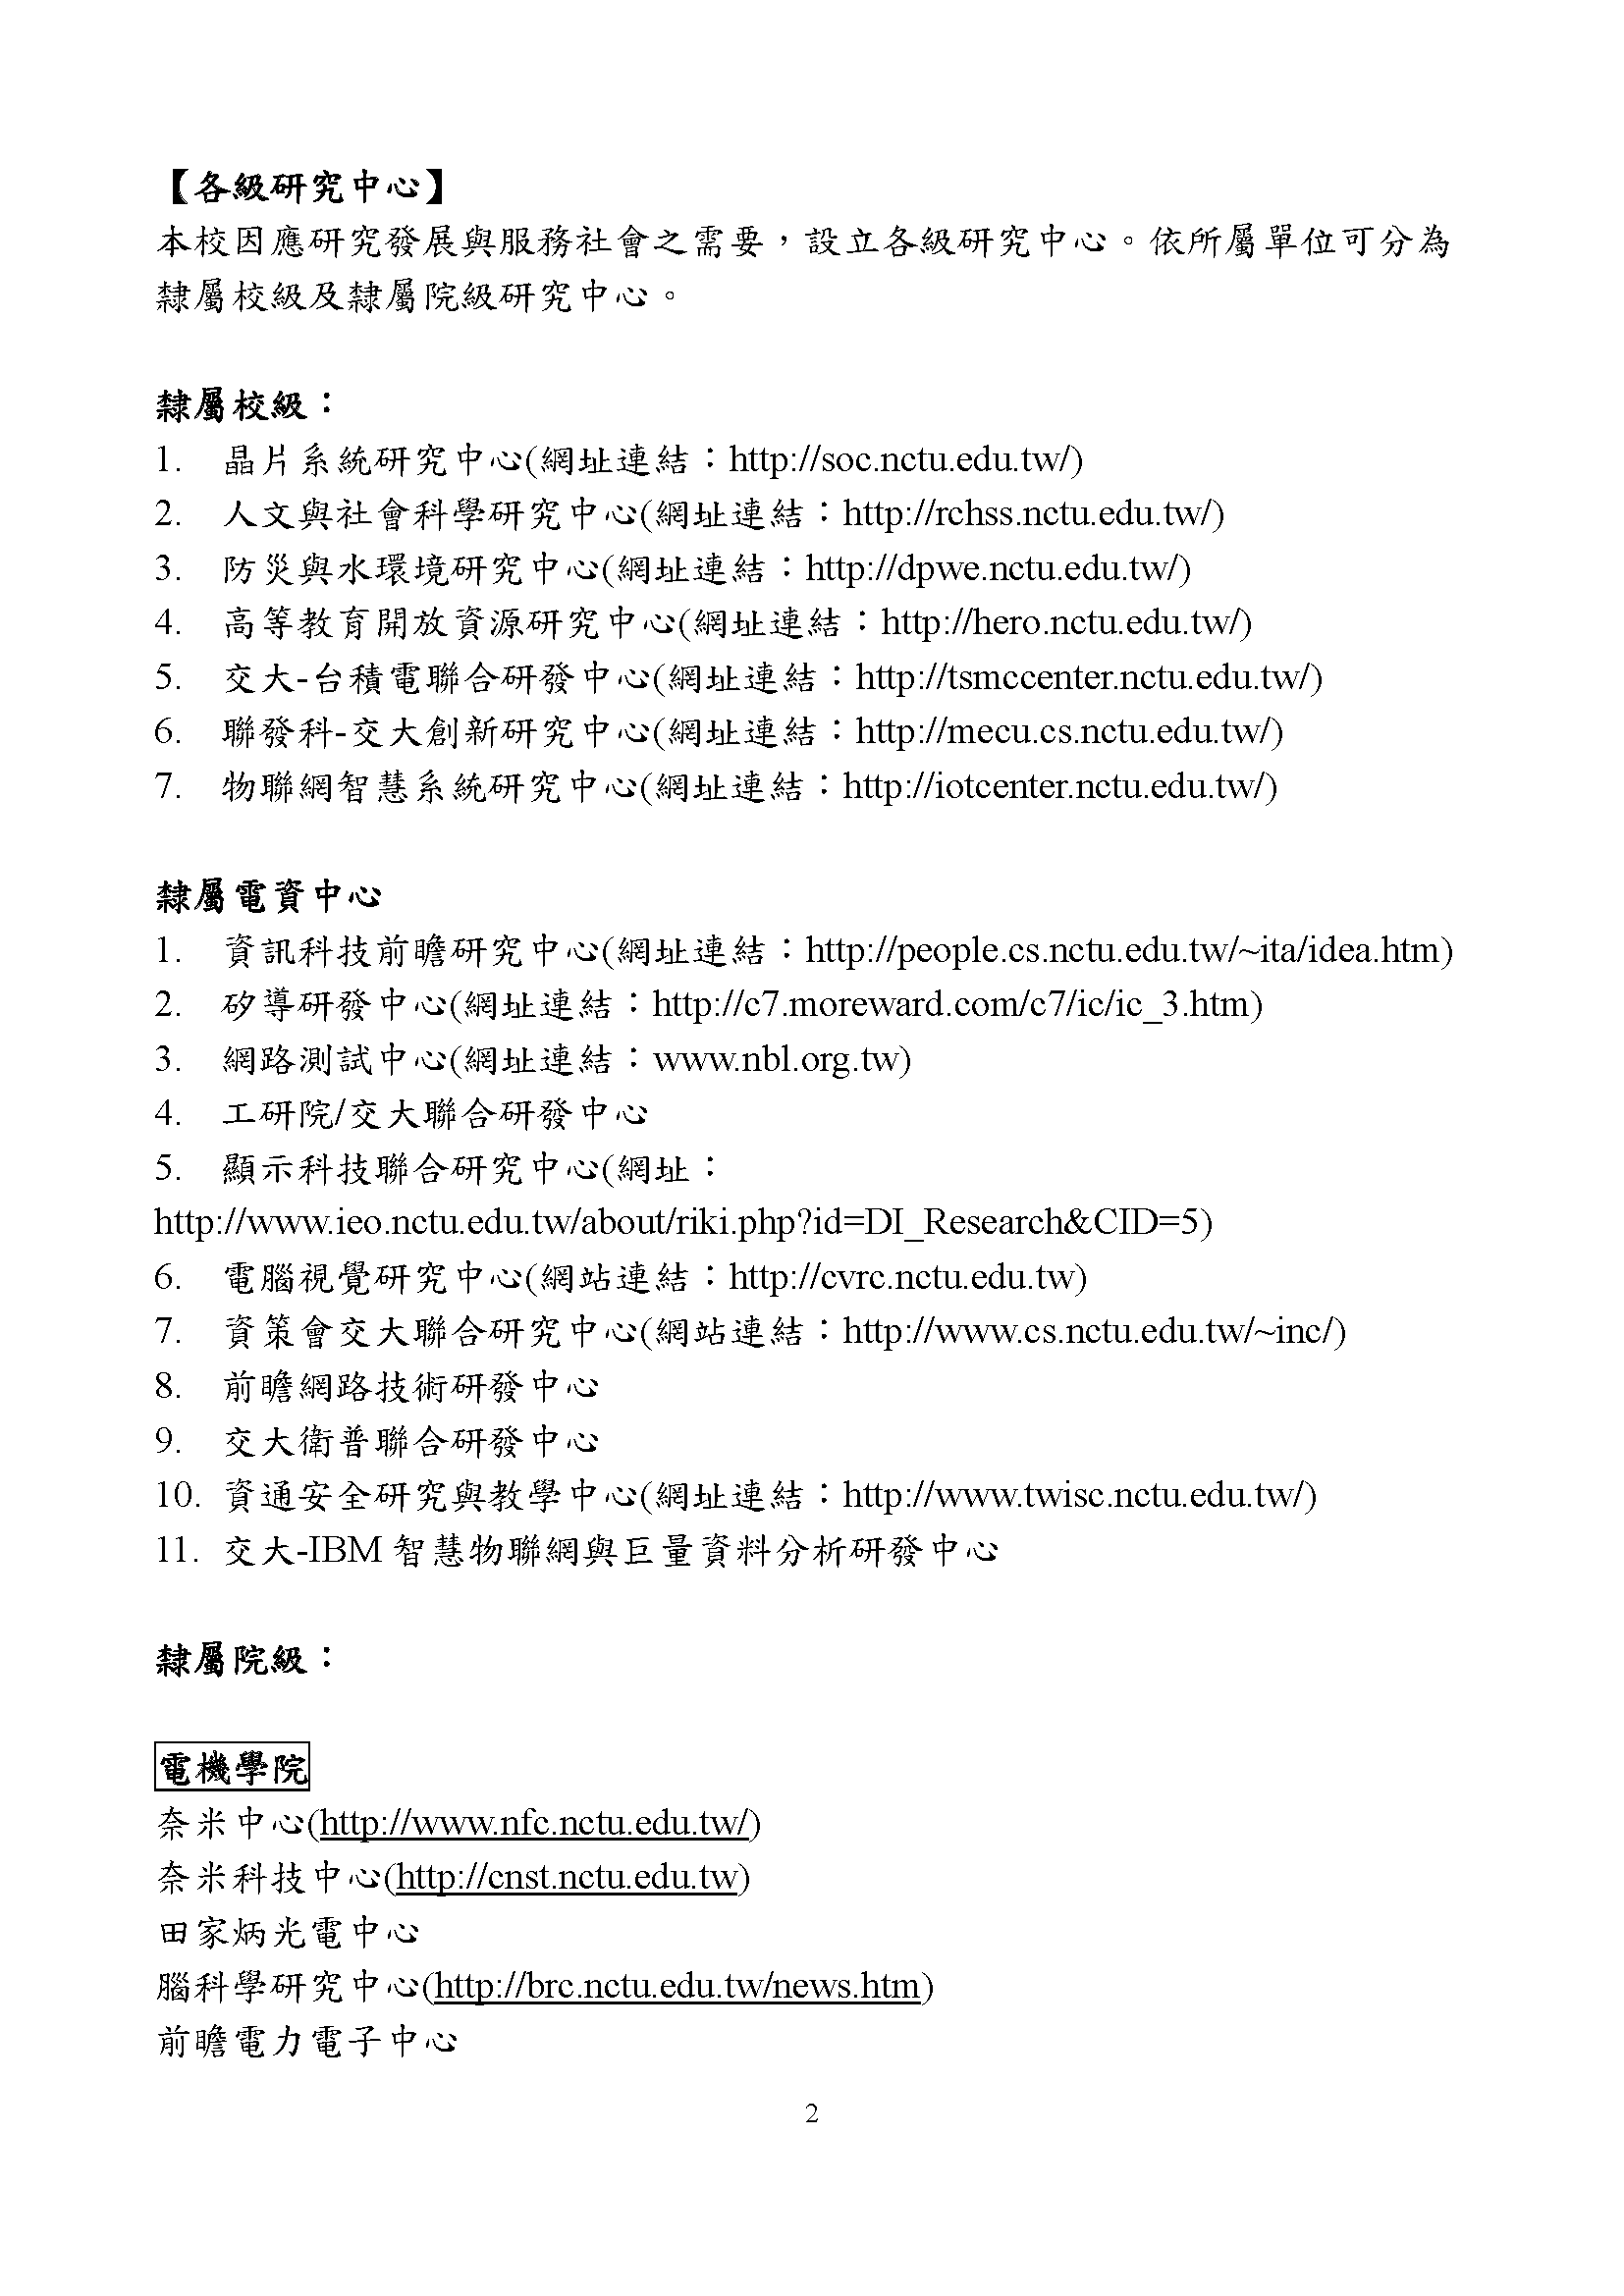 【各級研究中心】
本校因應研究發展與服務社會之需要，設立各級研究中心。依所屬單位可分為
隸屬校級及隸屬院級研究中心。
隸屬校級：
1. 晶片系統研究中心(網址連結：http://soc.nctu.edu.tw/)
2. 人文與社會科學研究中心(網址連結：http://rchss.nctu.edu.tw/)
3. 防災與水環境研究中心(網址連結：http://dpwe.nctu.edu.tw/)
4. 高等教育開放資源研究中心(網址連結：http://hero.nctu.edu.tw/)
5. 交大-台積電聯合研發中心(網址連結：http://tsmccenter.nctu.edu.tw/)
6. 聯發科-交大創新研究中心(網址連結：http://mecu.cs.nctu.edu.tw/)
7. 物聯網智慧系統研究中心(網址連結：http://iotcenter.nctu.edu.tw/)
隸屬電資中心
1. 資訊科技前瞻研究中心(網址連結：http://people.cs.nctu.edu.tw/~ita/idea.htm)
2. 矽導研發中心(網址連結：http://c7.moreward.com/c7/ic/ic_3.htm)
3. 網路測試中心(網址連結：www.nbl.org.tw)
4. 工研院/交大聯合研發中心
5. 顯示科技聯合研究中心(網址：
http://www.ieo.nctu.edu.tw/about/riki.php?id=DI_Research&CID=5)
6. 電腦視覺研究中心(網站連結：http://cvrc.nctu.edu.tw)
7. 資策會交大聯合研究中心(網站連結：http://www.cs.nctu.edu.tw/~inc/)
8. 前瞻網路技術研發中心
9. 交大衛普聯合研發中心
10. 資通安全研究與教學中心(網址連結：http://www.twisc.nctu.edu.tw/)
11. 交大-IBM 智慧物聯網與巨量資料分析研發中心
隸屬院級：
電機學院
奈米中心(http://www.nfc.nctu.edu.tw/)
奈米科技中心(http://cnst.nctu.edu.tw)
田家炳光電中心
腦科學研究中心(http://brc.nctu.edu.tw/news.htm)
前瞻電力電子中心
2